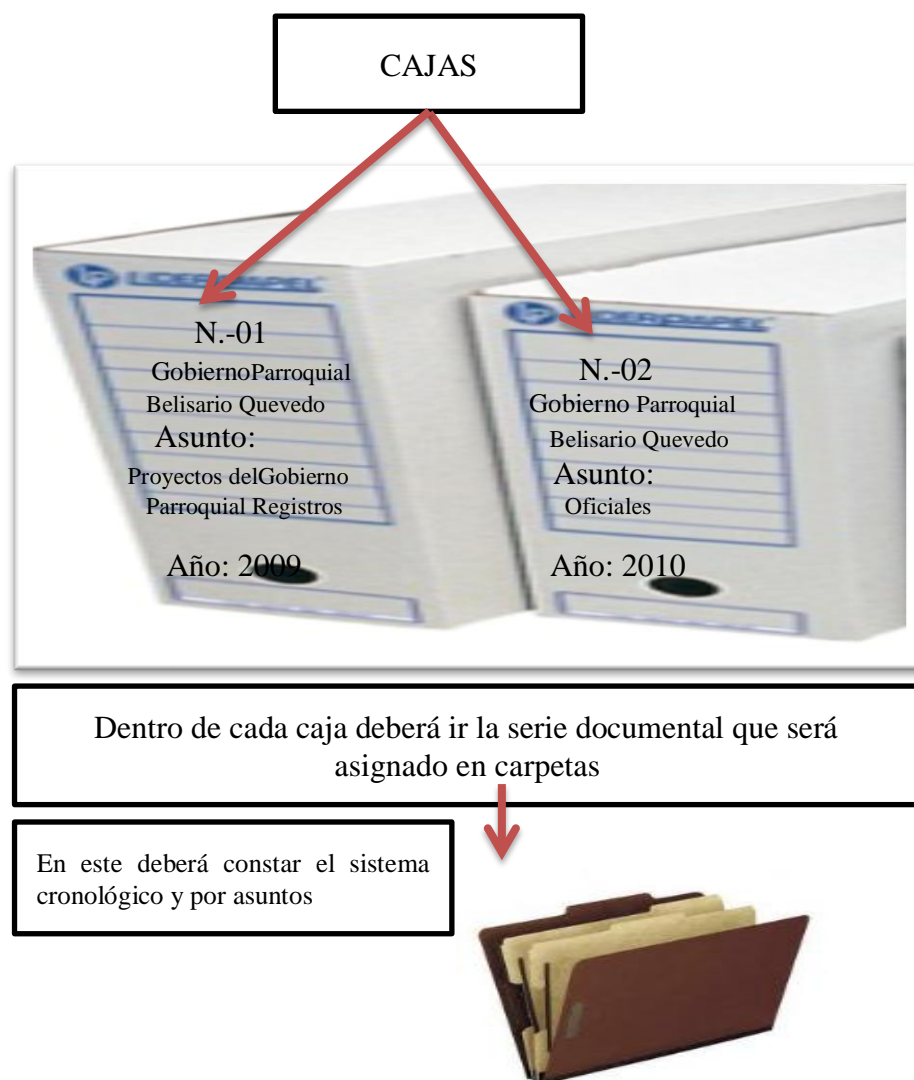 CAJAS
LIDERPAPEL
LIDERPAPEL
N.-01
GobiernoParroquial
Belisario Quevedo
Asunto:
Proyectos delGobierno
Parroquial Registros
Año: 2009
N.-02
Gobierno Parroquial
Belisario Quevedo
Asunto:
Oficiales
Año: 2010
Dentro de cada caja deberá ir la serie documental que será
asignado en carpetas
En este deberá constar el sistema
cronológico y por asuntos